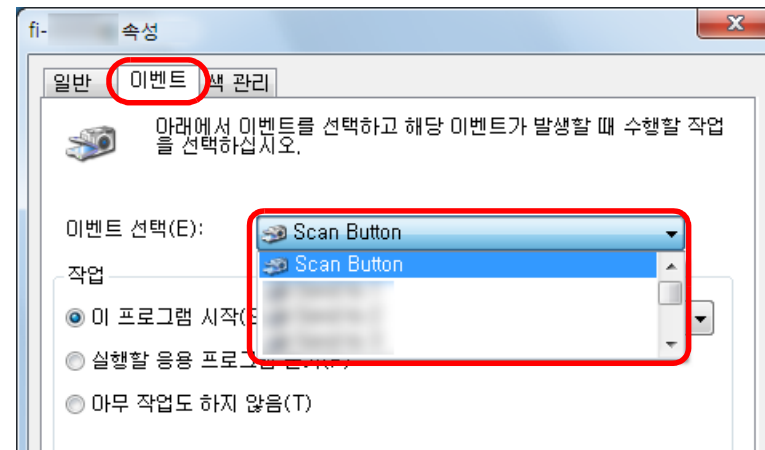 fi- 속성
일반 이벤트 색 관리
아래에서 이벤트를 선택하고 해당 이벤트가 발생할 때 수행할 작업
을 선택하십시오.
이벤트 선택(E):
Scan Button
Scan Button
작업
이 프로그램 시작(
실행할 응용 프로그
아무 작업도 하지 않음(T)